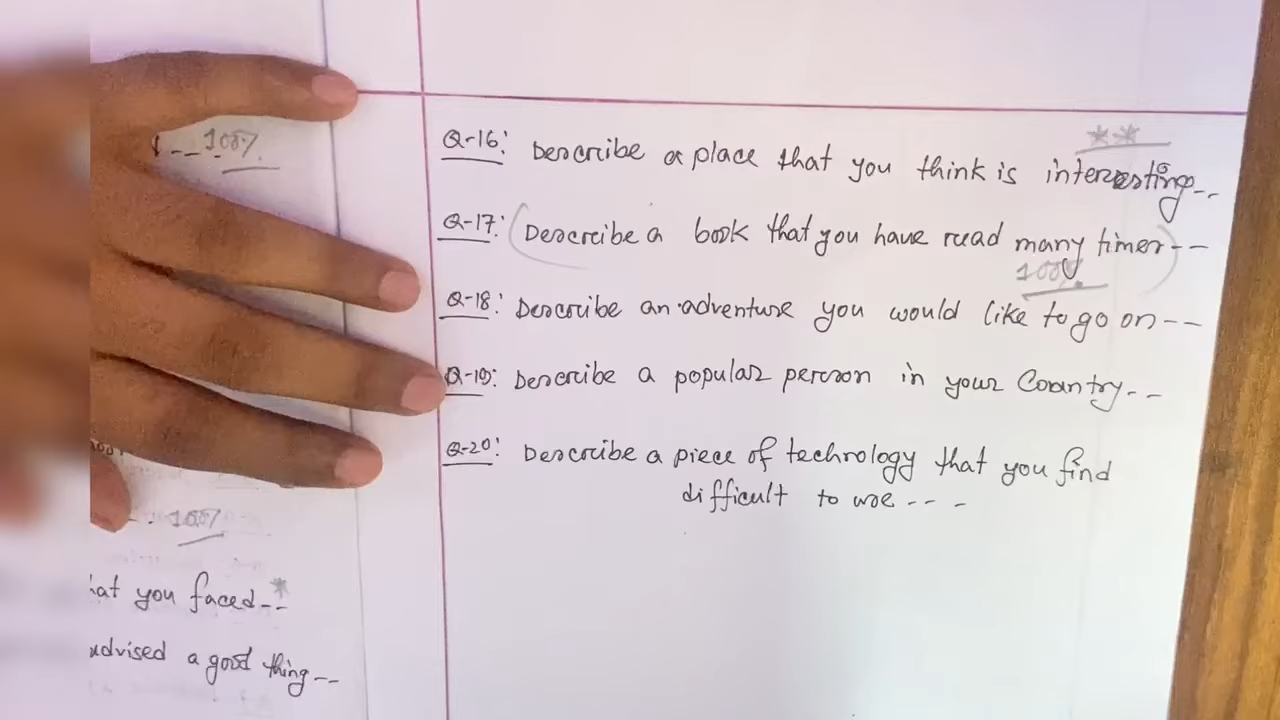 100%
Q-16: Describe a place that you think is interesting--
**
Q-17: (Describe a book that you have read many times--)
100%
Q-18: Describe an adventure you would like to go on--
Q-19: Describe a popular person in your Country--
Q-20: Describe a piece of technology that you find
difficult to use---
100%
you faced--*
advised a good thing--